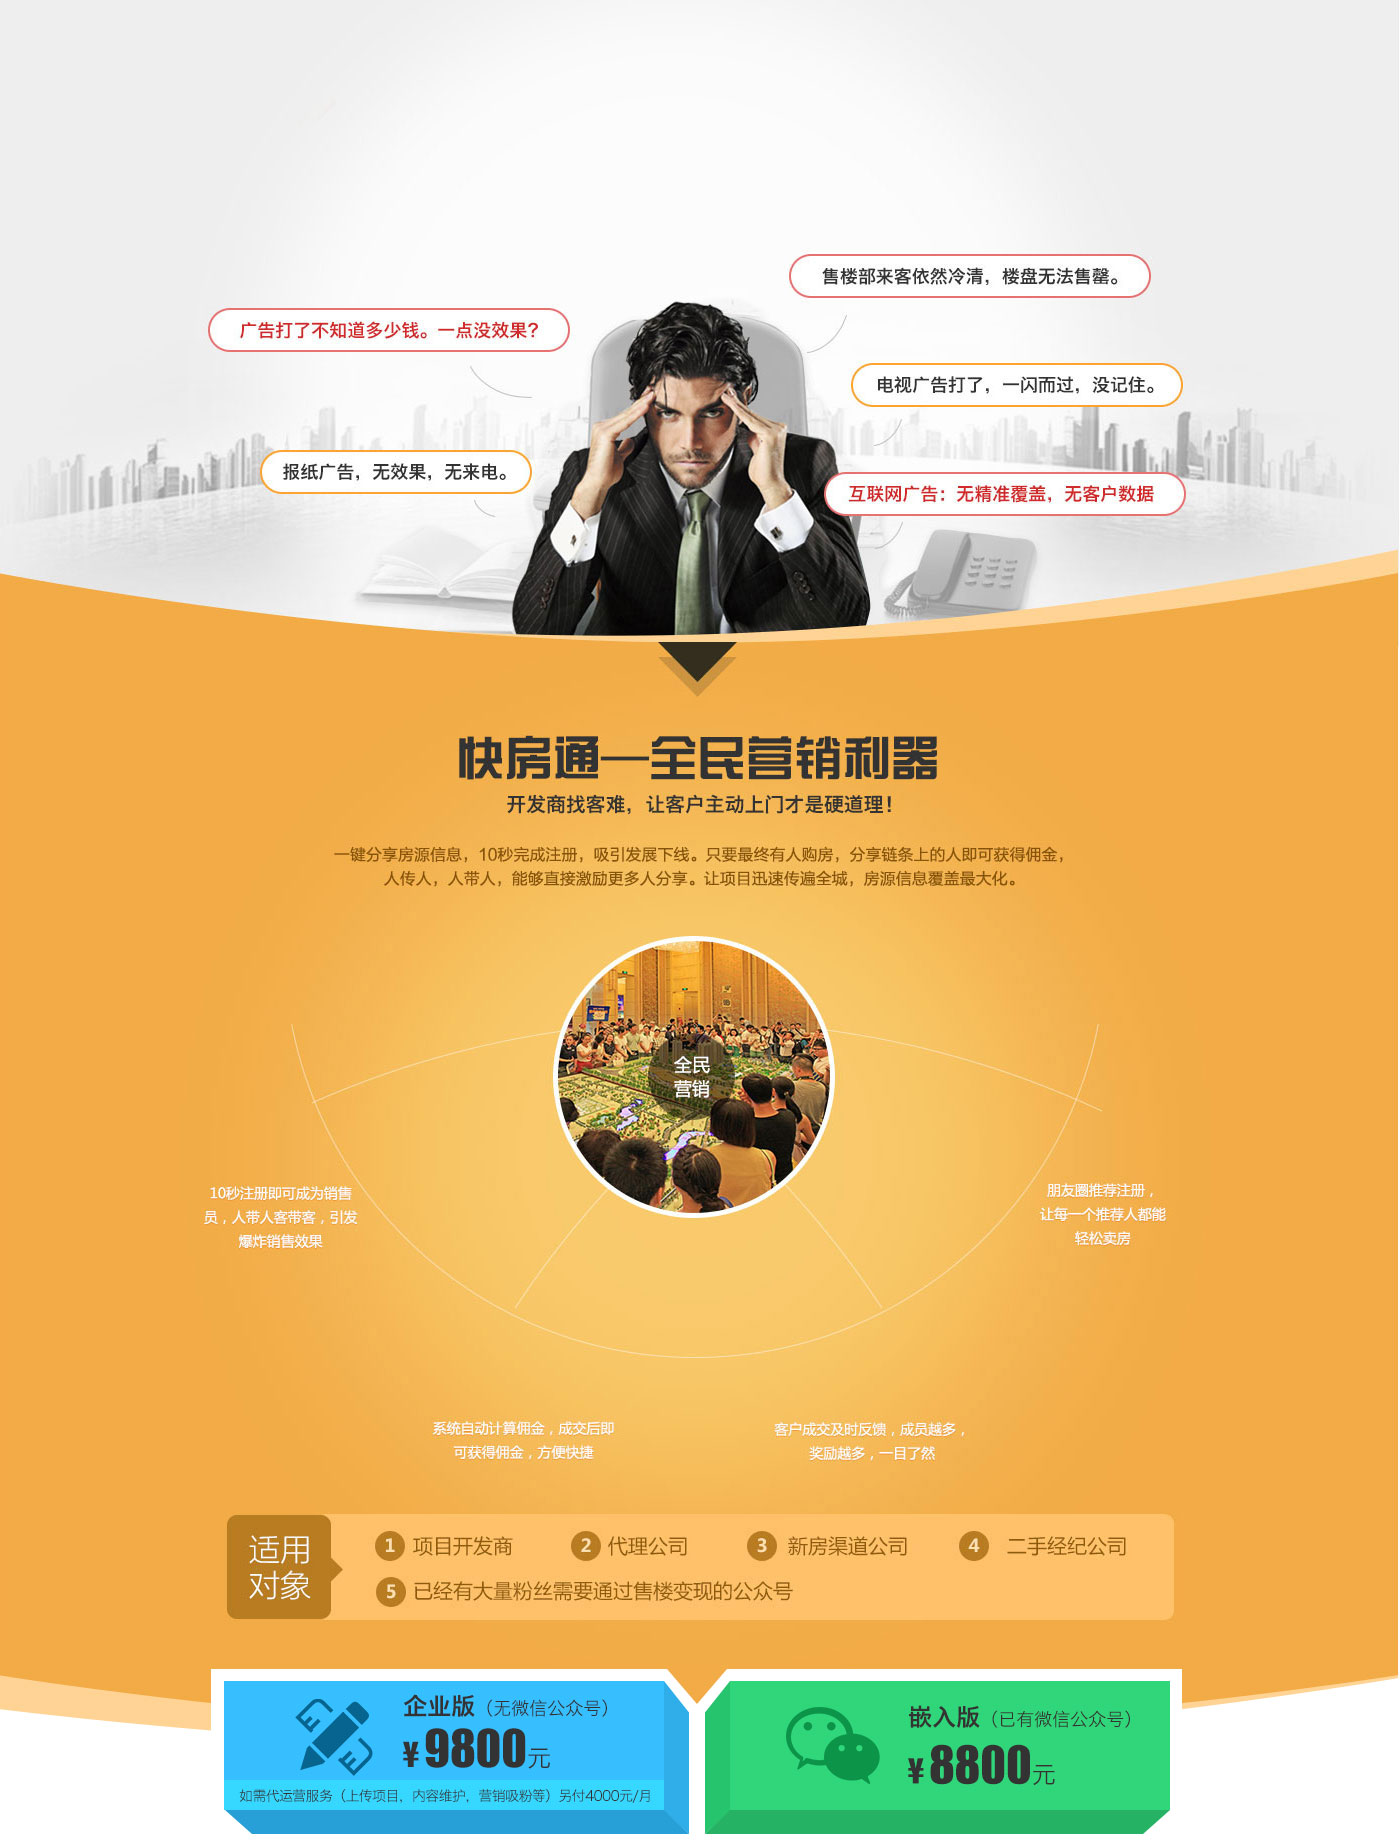 售楼部来客依然冷清，楼盘无法售罄。
广告打了不知道多少钱。一点没效果？
电视广告打了，一闪而过，没记住。
报纸广告，无效果，无来电。
互联网广告：无精准覆盖，无客户数据
快房通—全民营销利器
开发商找客难，让客户主动上门才是硬道理！
一键分享房源信息，10秒完成注册，吸引发展下线。只要最终有人购房，分享链条上的人即可获得佣金，
人传人，人带人，能够直接激励更多人分享。让项目迅速传遍全城，房源信息覆盖最大化。
全民
营销
10秒注册即可成为销售
员，人带人客带客，引发
爆炸销售效果
朋友圈推荐注册，
让每一个推荐人都能
轻松卖房
系统自动计算佣金，成交后即
可获得佣金，方便快捷
客户成交及时反馈，成员越多，
奖励越多，一目了然
适用
对象
1 项目开发商
2 代理公司
3 新房渠道公司
4 二手经纪公司
5 已经有大量粉丝需要通过售楼变现的公众号
企业版（无微信公众号）
¥9800元
如需代运营服务（上传项目，内容维护，营销吸粉等）另付4000元/月
嵌入版（已有微信公众号）
¥8800元